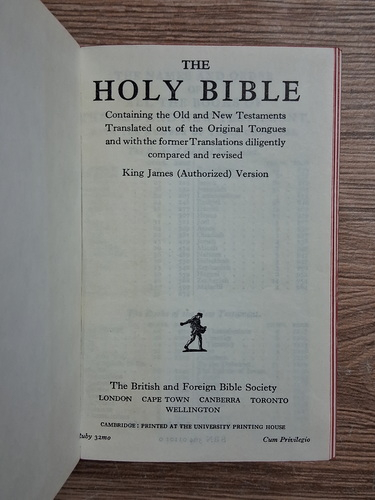 THE
HOLY BIBLE
Containing the Old and New Testaments
Translated out of the Original Tongues
and with the former Translations diligently
compared and revised
King James (Authorized) Version
The British and Foreign Bible Society
LONDON CAPE TOWN CANBERRA TORONTO
WELLINGTON
CAMBRIDGE : PRINTED AT THE UNIVERSITY PRINTING HOUSE
Ruby 32mo Cum Privilegio